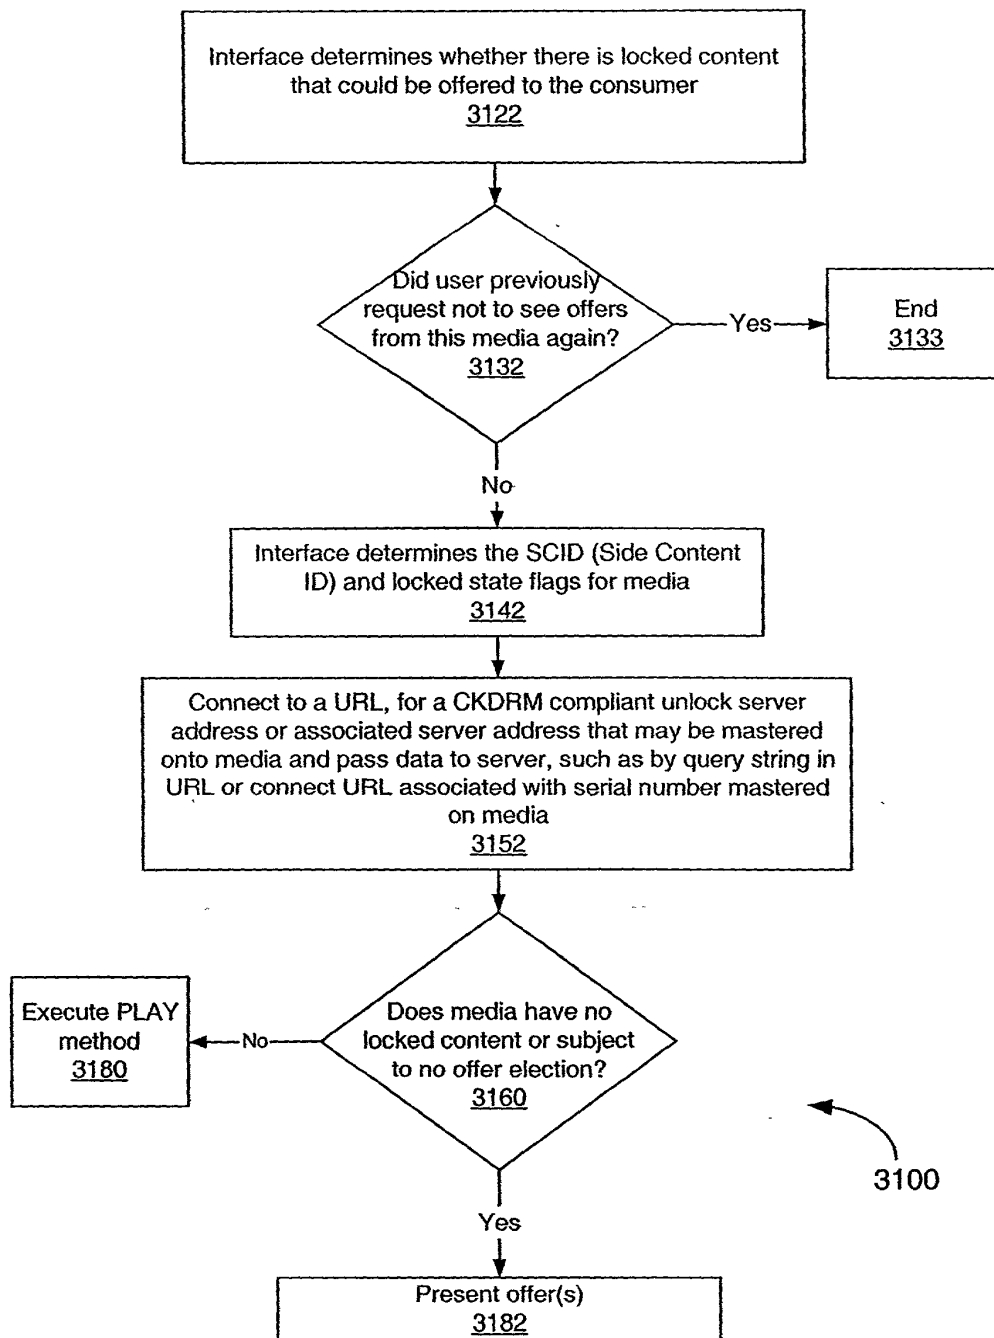 Interface determines whether there is locked content
that could be offered to the consumer
3122
Did user previously
request not to see offers
from this media again?
3132
Yes
End
3133
No
Interface determines the SCID (Side Content
ID) and locked state flags for media
3142
Connect to a URL, for a CKDRM compliant unlock server
address or associated server address that may be mastered
onto media and pass data to server, such as by query string in
URL or connect URL associated with serial number mastered
on media
3152
Does media have no
locked content or subject
to no offer election?
3160
No
Execute PLAY
method
3180
3100
Yes
Present offer(s)
3182